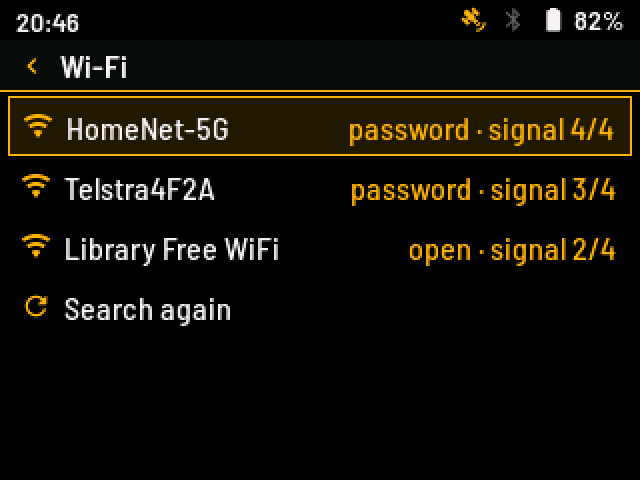 20:46 82%
Wi-Fi
HomeNet-5G password · signal 4/4
Telstra4F2A password · signal 3/4
Library Free WiFi open · signal 2/4
Search again